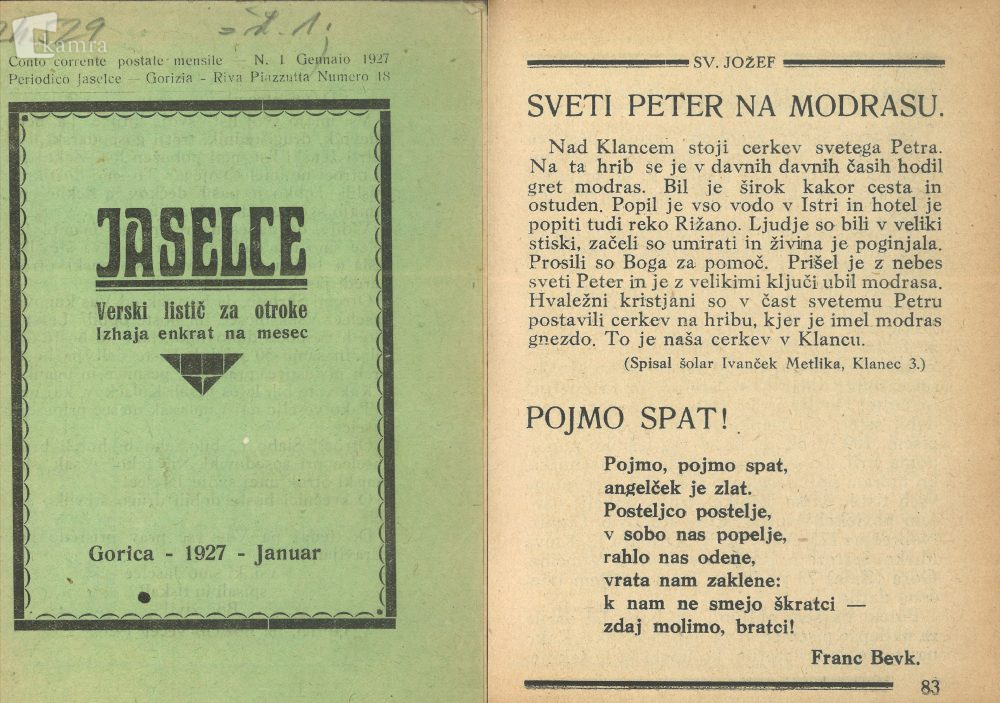 kamra
= št. 1;
Conto corrente postale mensile — N. 1 Gennaio 1927
Periodico Jaselce — Gorizia - Riva Piazzutta Numero 18
JASELCE
Verski listič za otroke
Izhaja enkrat na mesec
Gorica - 1927 - Januar
SV. JOŽEF
SVETI PETER NA MODRASU.
Nad Klancem stoji cerkev svetega Petra.
Na ta hrib se je v davnih davnih časih hodil
gret modras. Bil je širok kakor cesta in
ostuden. Popil je vso vodo v Istri in hotel je
popiti tudi reko Rižano. Ljudje so bili v veliki
stiski, začeli so umirati in živina je poginjala.
Prosili so Boga za pomoč. Prišel je z nebes
sveti Peter in je z velikimi ključi ubil modrasa.
Hvaležni kristjani so v čast svetemu Petru
postavili cerkev na hribu, kjer je imel modras
gnezdo. To je naša cerkev v Klancu.
(Spisal šolar Ivanček Metlika, Klanec 3.)
POJMO SPAT!
Pojmo, pojmo spat,
angelček je zlat.
Posteljco postelje,
v sobo nas popelje,
rahlo nas odene,
vrata nam zaklene:
k nam ne smejo škratci —
zdaj molimo, bratci!
Franc Bevk.
83